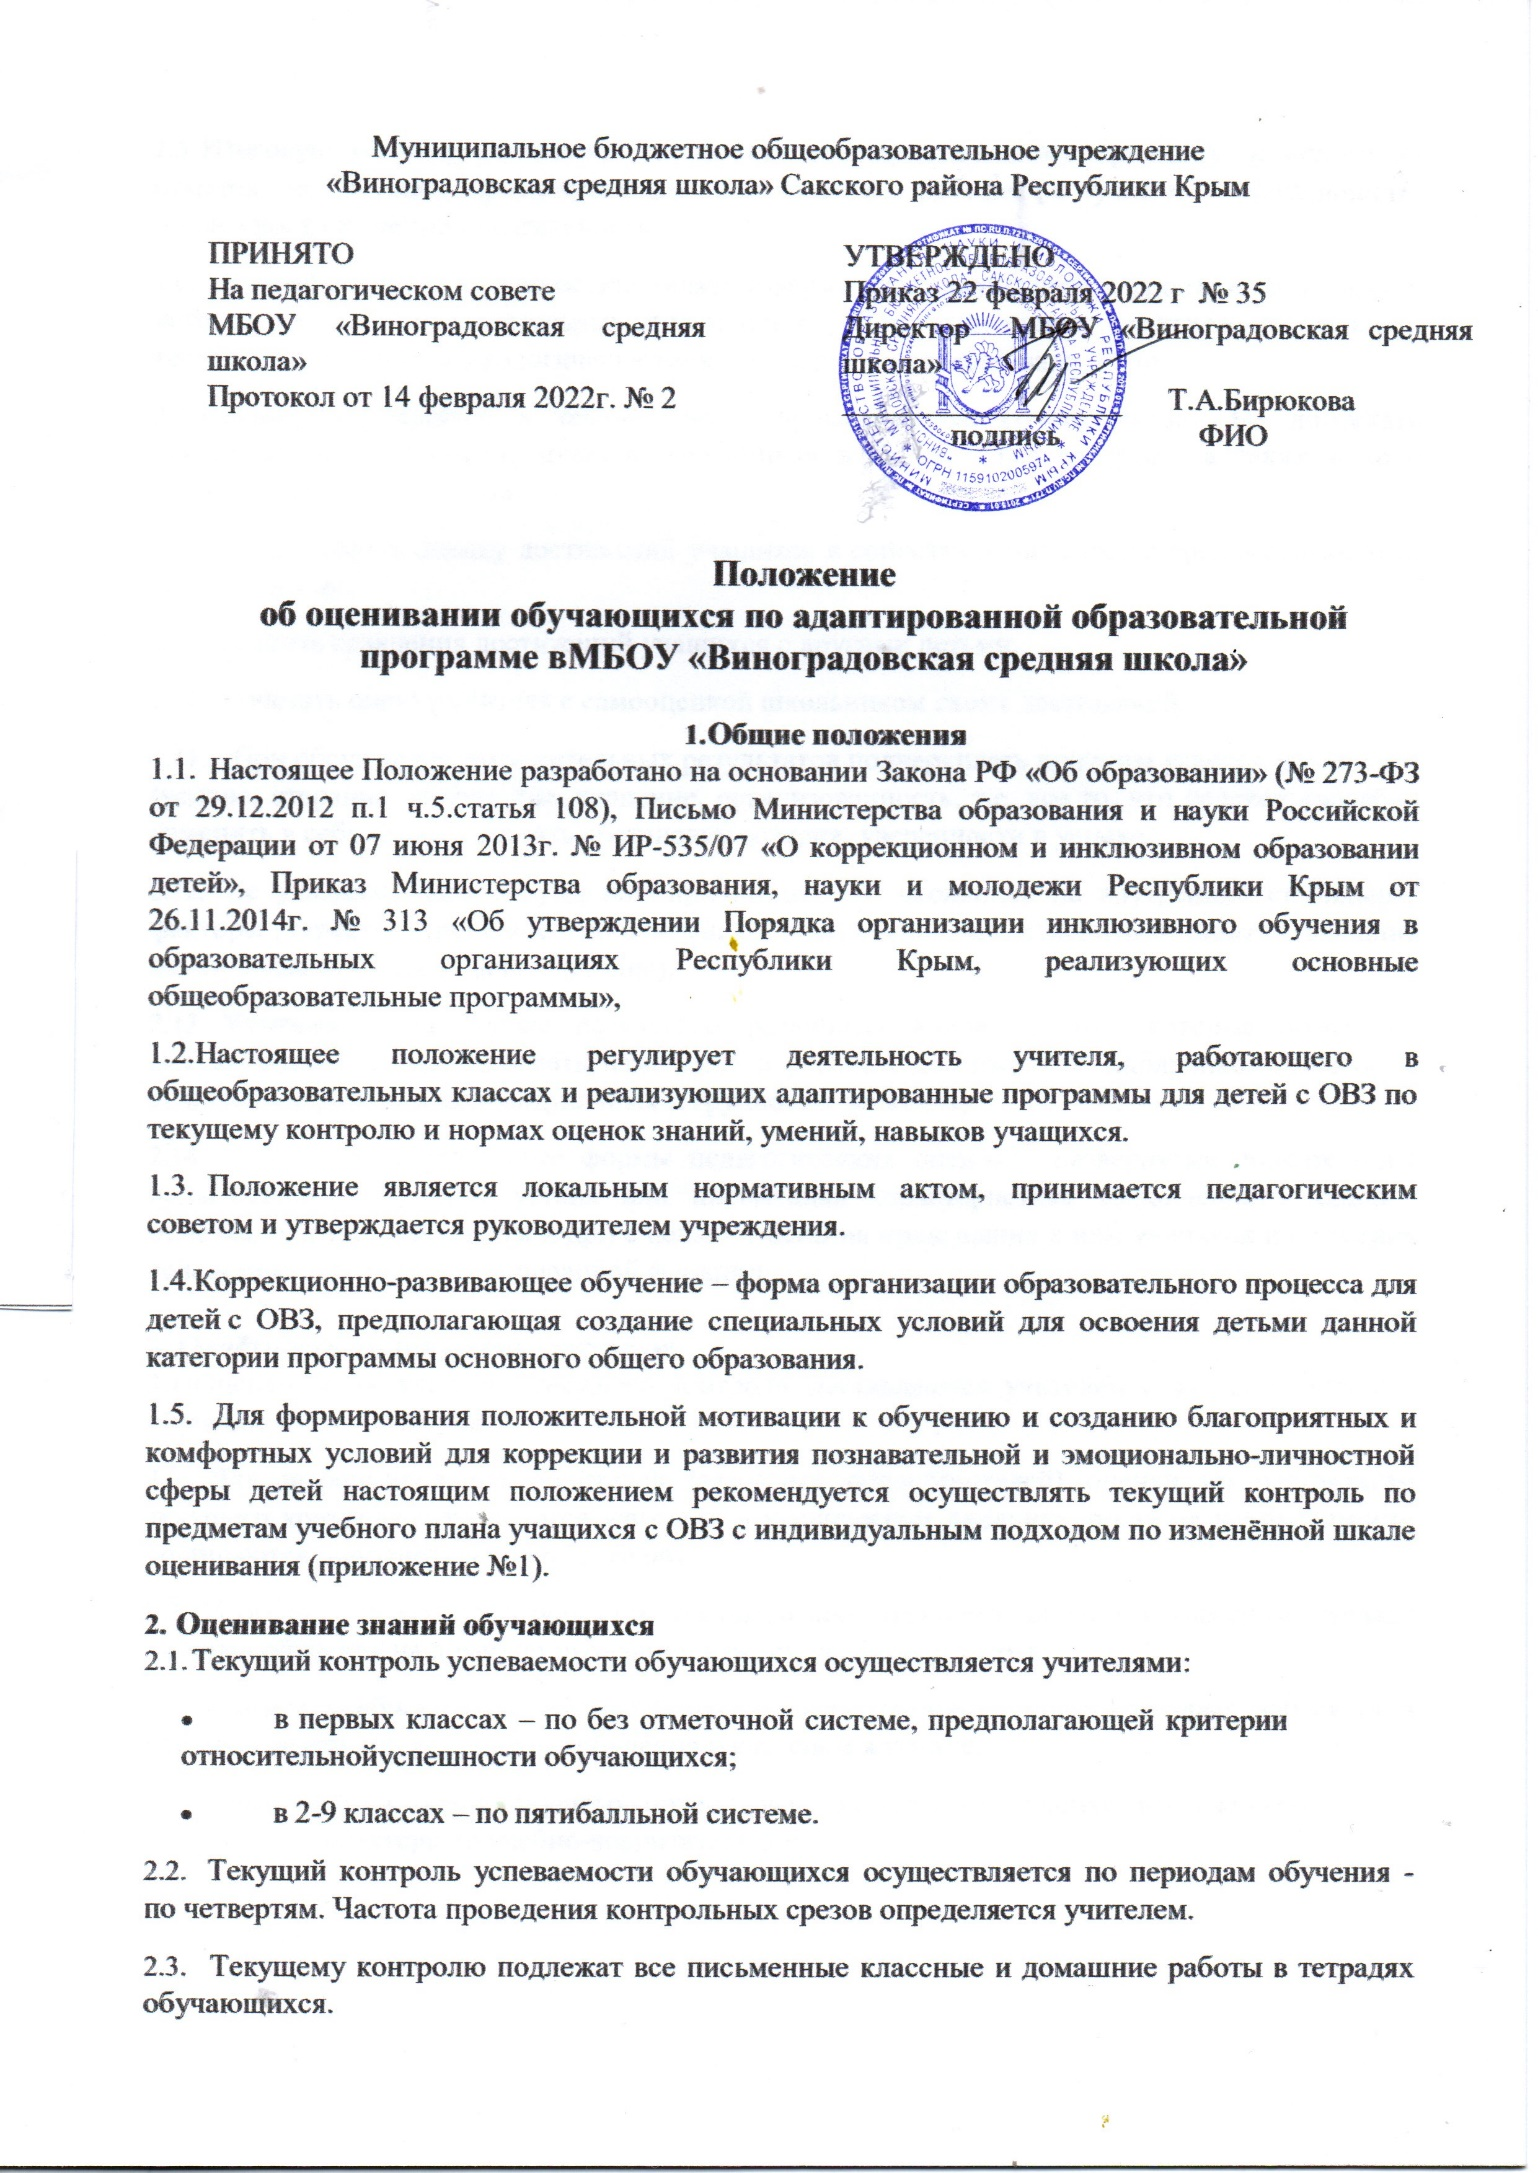 Муниципальное бюджетное общеобразовательное учреждение
«Виноградовская средняя школа» Сакского района Республики Крым
ПРИНЯТО
На педагогическом совете
МБОУ «Виноградовская средняя
школа»
Протокол от 14 февраля 2022г. № 2
УТВЕРЖДЕНО
Приказ 22 февраля 2022 г № 35
Директор МБОУ «Виноградовская средняя
школа»
Т.А.Бирюкова
подпись ФИО
ОГРН 1159102005974
Положение
об оценивании обучающихся по адаптированной образовательной
программе вМБОУ «Виноградовская средняя школа»
1.Общие положения
1.1. Настоящее Положение разработано на основании Закона РФ «Об образовании» (№ 273-ФЗ
от 29.12.2012 п.1 ч.5.статья 108), Письмо Министерства образования и науки Российской
Федерации от 07 июня 2013г. № ИР-535/07 «О коррекционном и инклюзивном образовании
детей», Приказ Министерства образования, науки и молодежи Республики Крым от
26.11.2014г. № 313 «Об утверждении Порядка организации инклюзивного обучения в
образовательных организациях Республики Крым, реализующих основные
общеобразовательные программы»,
1.2.Настоящее положение регулирует деятельность учителя, работающего в
общеобразовательных классах и реализующих адаптированные программы для детей с ОВЗ по
текущему контролю и нормах оценок знаний, умений, навыков учащихся.
1.3. Положение является локальным нормативным актом, принимается педагогическим
советом и утверждается руководителем учреждения.
1.4.Коррекционно-развивающее обучение – форма организации образовательного процесса для
детей с ОВЗ, предполагающая создание специальных условий для освоения детьми данной
категории программы основного общего образования.
1.5. Для формирования положительной мотивации к обучению и созданию благоприятных и
комфортных условий для коррекции и развития познавательной и эмоционально-личностной
сферы детей настоящим положением рекомендуется осуществлять текущий контроль по
предметам учебного плана учащихся с ОВЗ с индивидуальным подходом по изменённой шкале
оценивания (приложение №1).
2. Оценивание знаний обучающихся
2.1. Текущий контроль успеваемости обучающихся осуществляется учителями:
• в первых классах – по без отметочной системе, предполагающей критерии
относительнойуспешности обучающихся;
• в 2-9 классах – по пятибалльной системе.
2.2. Текущий контроль успеваемости обучающихся осуществляется по периодам обучения -
по четвертям. Частота проведения контрольных срезов определяется учителем.
2.3. Текущему контролю подлежат все письменные классные и домашние работы в тетрадях
обучающихся.